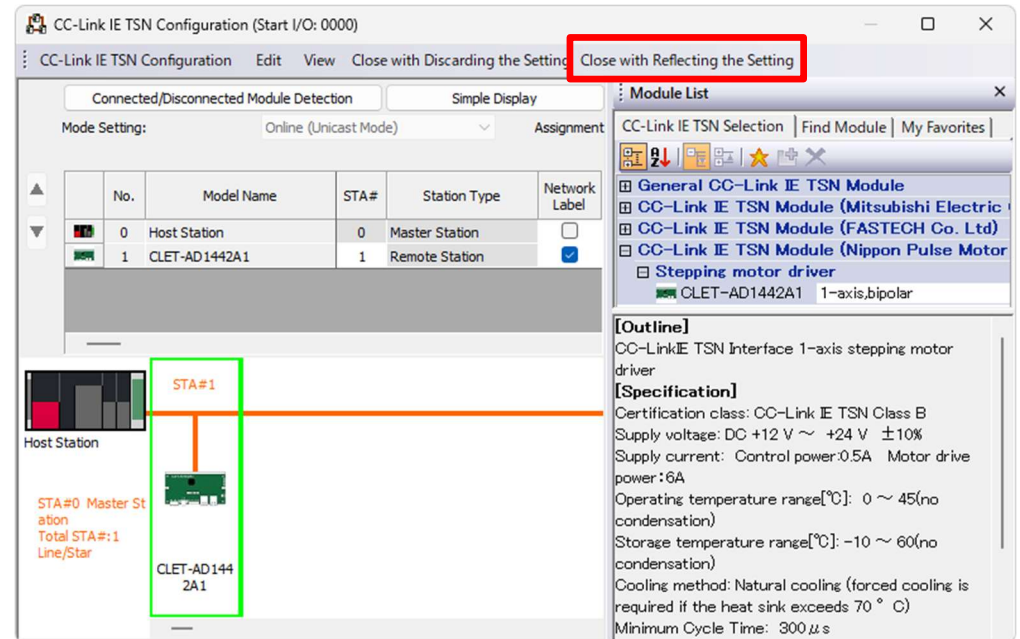 CC-Link IE TSN Configuration (Start I/O: 0000)
CC-Link IE TSN Configuration Edit View Close with Discarding the Setting Close with Reflecting the Setting
Connected/Disconnected Module Detection Simple Display
Mode Setting: Online (Unicast Mode) Assignment
No. Model Name STA# Station Type Network Label
0 Host Station 0 Master Station
1 CLET-AD1442A1 1 Remote Station
STA#1
Host Station
STA#0 Master St
ation
Total STA#:1
Line/Star
CLET-AD144
2A1
Module List
CC-Link IE TSN Selection Find Module My Favorites
General CC-Link IE TSN Module
CC-Link IE TSN Module (Mitsubishi Electric
CC-Link IE TSN Module (FASTECH Co. Ltd)
CC-Link IE TSN Module (Nippon Pulse Motor
Stepping motor driver
CLET-AD1442A1 1-axis,bipolar
[Outline]
CC-LinkIE TSN Interface 1-axis stepping motor
driver
[Specification]
Certification class: CC-Link IE TSN Class B
Supply voltage: DC +12 V ～ +24 V ±10%
Supply current: Control power:0.5A Motor drive
power:6A
Operating temperature range[℃]: 0 ～ 45(no
condensation)
Storage temperature range[℃]: -10 ～ 60(no
condensation)
Cooling method: Natural cooling (forced cooling is
required if the heat sink exceeds 70 ° C)
Minimum Cycle Time: 300μs